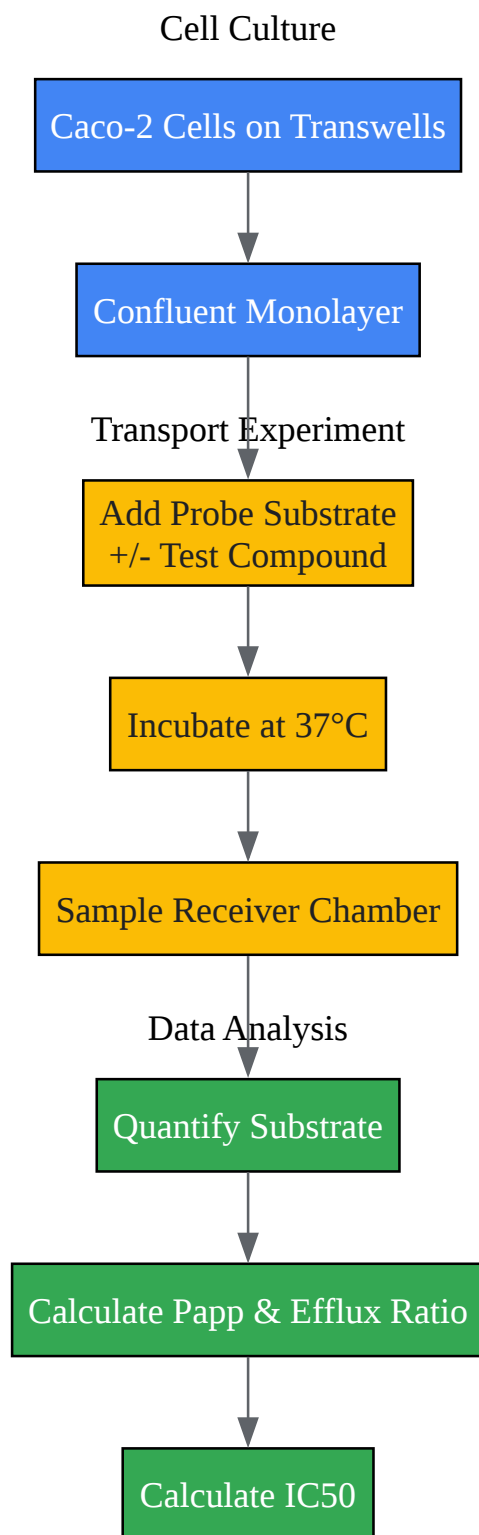 Cell Culture
Caco-2 Cells on Transwells
Confluent Monolayer
Transport Experiment
Add Probe Substrate
+/- Test Compound
Incubate at 37°C
Sample Receiver Chamber
Data Analysis
Quantify Substrate
Calculate Papp & Efflux Ratio
Calculate IC50